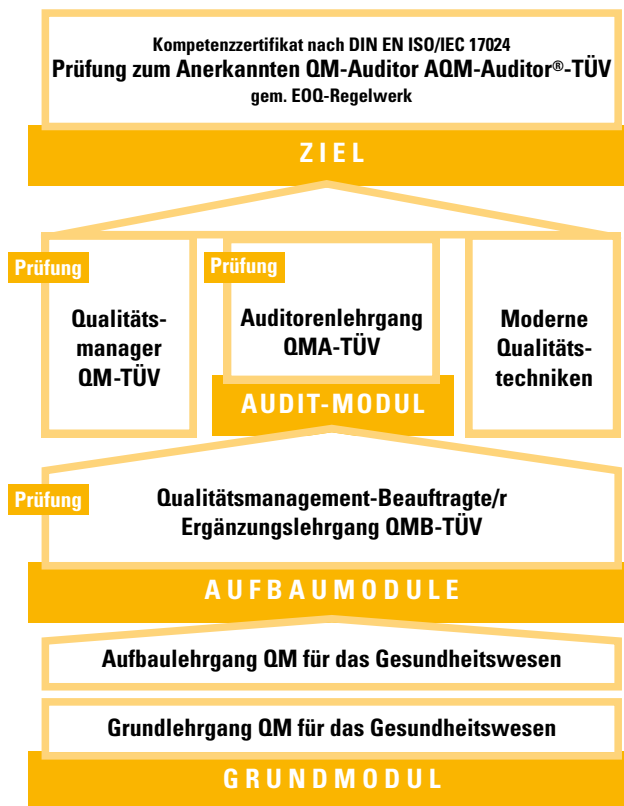 Kompetenzzertifikat nach DIN EN ISO/IEC 17024
Prüfung zum Anerkannten QM-Auditor AQM-Auditor®-TÜV
gem. EOQ-Regelwerk
ZIEL
Prüfung
Qualitäts-
manager
QM-TÜV
Prüfung
Auditorenlehrgang
QMA-TÜV
AUDIT-MODUL
Moderne
Qualitäts-
techniken
Prüfung
Qualitätsmanagement-Beauftragte/r
Ergänzungslehrgang QMB-TÜV
AUFBAUMODULE
Aufbaulehrgang QM für das Gesundheitswesen
Grundlehrgang QM für das Gesundheitswesen
GRUNDMODUL